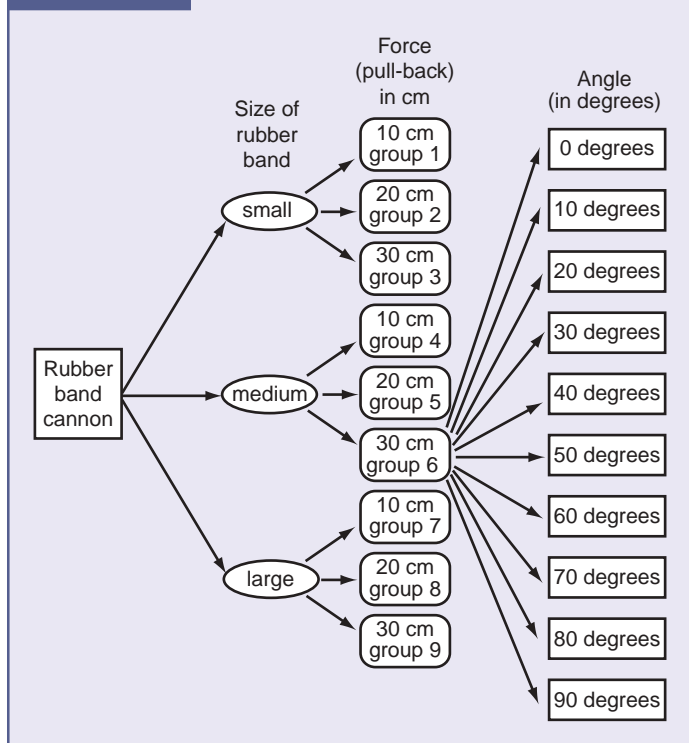 Force
(pull-back)
in cm
Angle
(in degrees)
Size of
rubber
band
10 cm
group 1
small
20 cm
group 2
30 cm
group 3
Rubber
band
cannon
10 cm
group 4
medium
20 cm
group 5
30 cm
group 6
10 cm
group 7
large
20 cm
group 8
30 cm
group 9
0 degrees
10 degrees
20 degrees
30 degrees
40 degrees
50 degrees
60 degrees
70 degrees
80 degrees
90 degrees